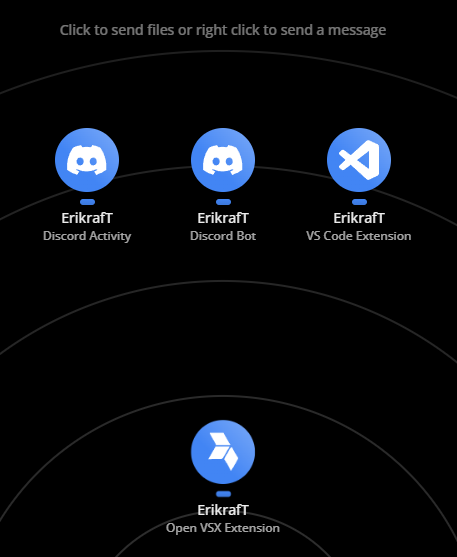 Click to send files or right click to send a message
ErikrafT
Discord Activity
ErikrafT
Discord Bot
ErikrafT
VS Code Extension
ErikrafT
Open VSX Extension